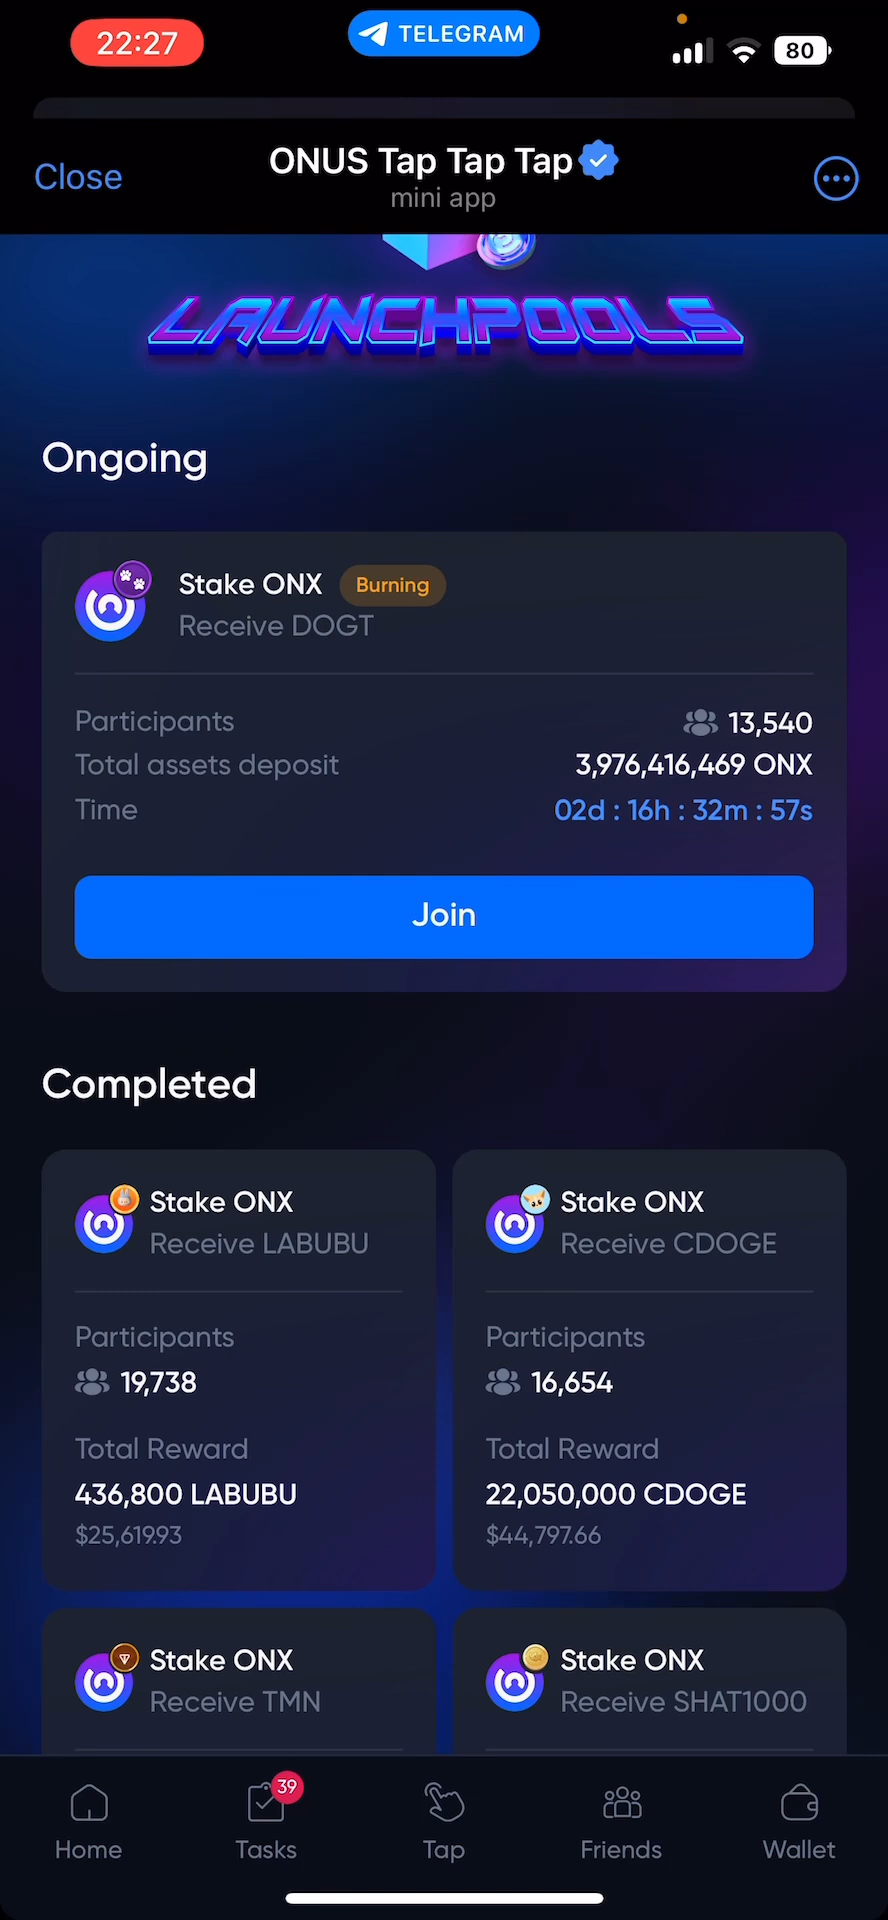 22:27
TELEGRAM
80
Close
ONUS Tap Tap Tap
mini app
LAUNCHPOOLS
Ongoing
Stake ONX
Burning
Receive DOGT
Participants
13,540
Total assets deposit
3,976,416,469 ONX
Time
02d : 16h : 32m : 57s
Join
Completed
Stake ONX
Receive LABUBU
Participants
19,738
Total Reward
436,800 LABUBU
$25,619.93
Stake ONX
Receive CDOGE
Participants
16,654
Total Reward
22,050,000 CDOGE
$44,797.66
Stake ONX
Receive TMN
Stake ONX
Receive SHAT1000
Home
39
Tasks
Tap
Friends
Wallet